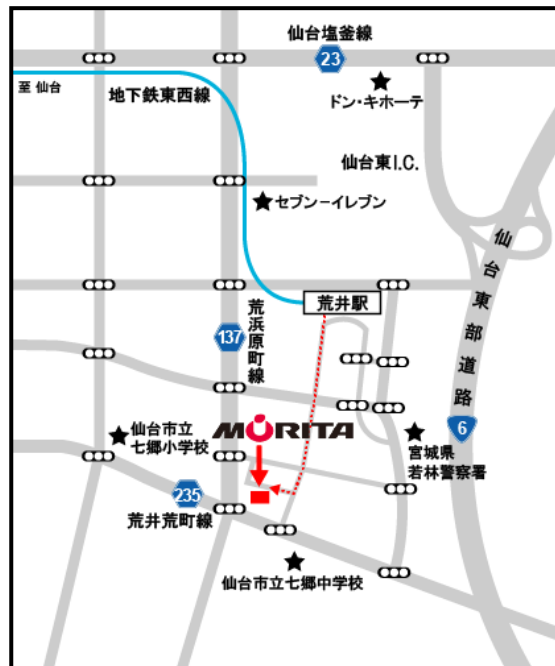 仙台塩釜線
23
至 仙台
地下鉄東西線
ドン・キホーテ
仙台東I.C.
セブン－イレブン
仙台東部道路
荒井駅
荒浜原町線
137
MORITA
仙台市立
七郷小学校
6
宮城県
若林警察署
235
荒井荒町線
仙台市立七郷中学校